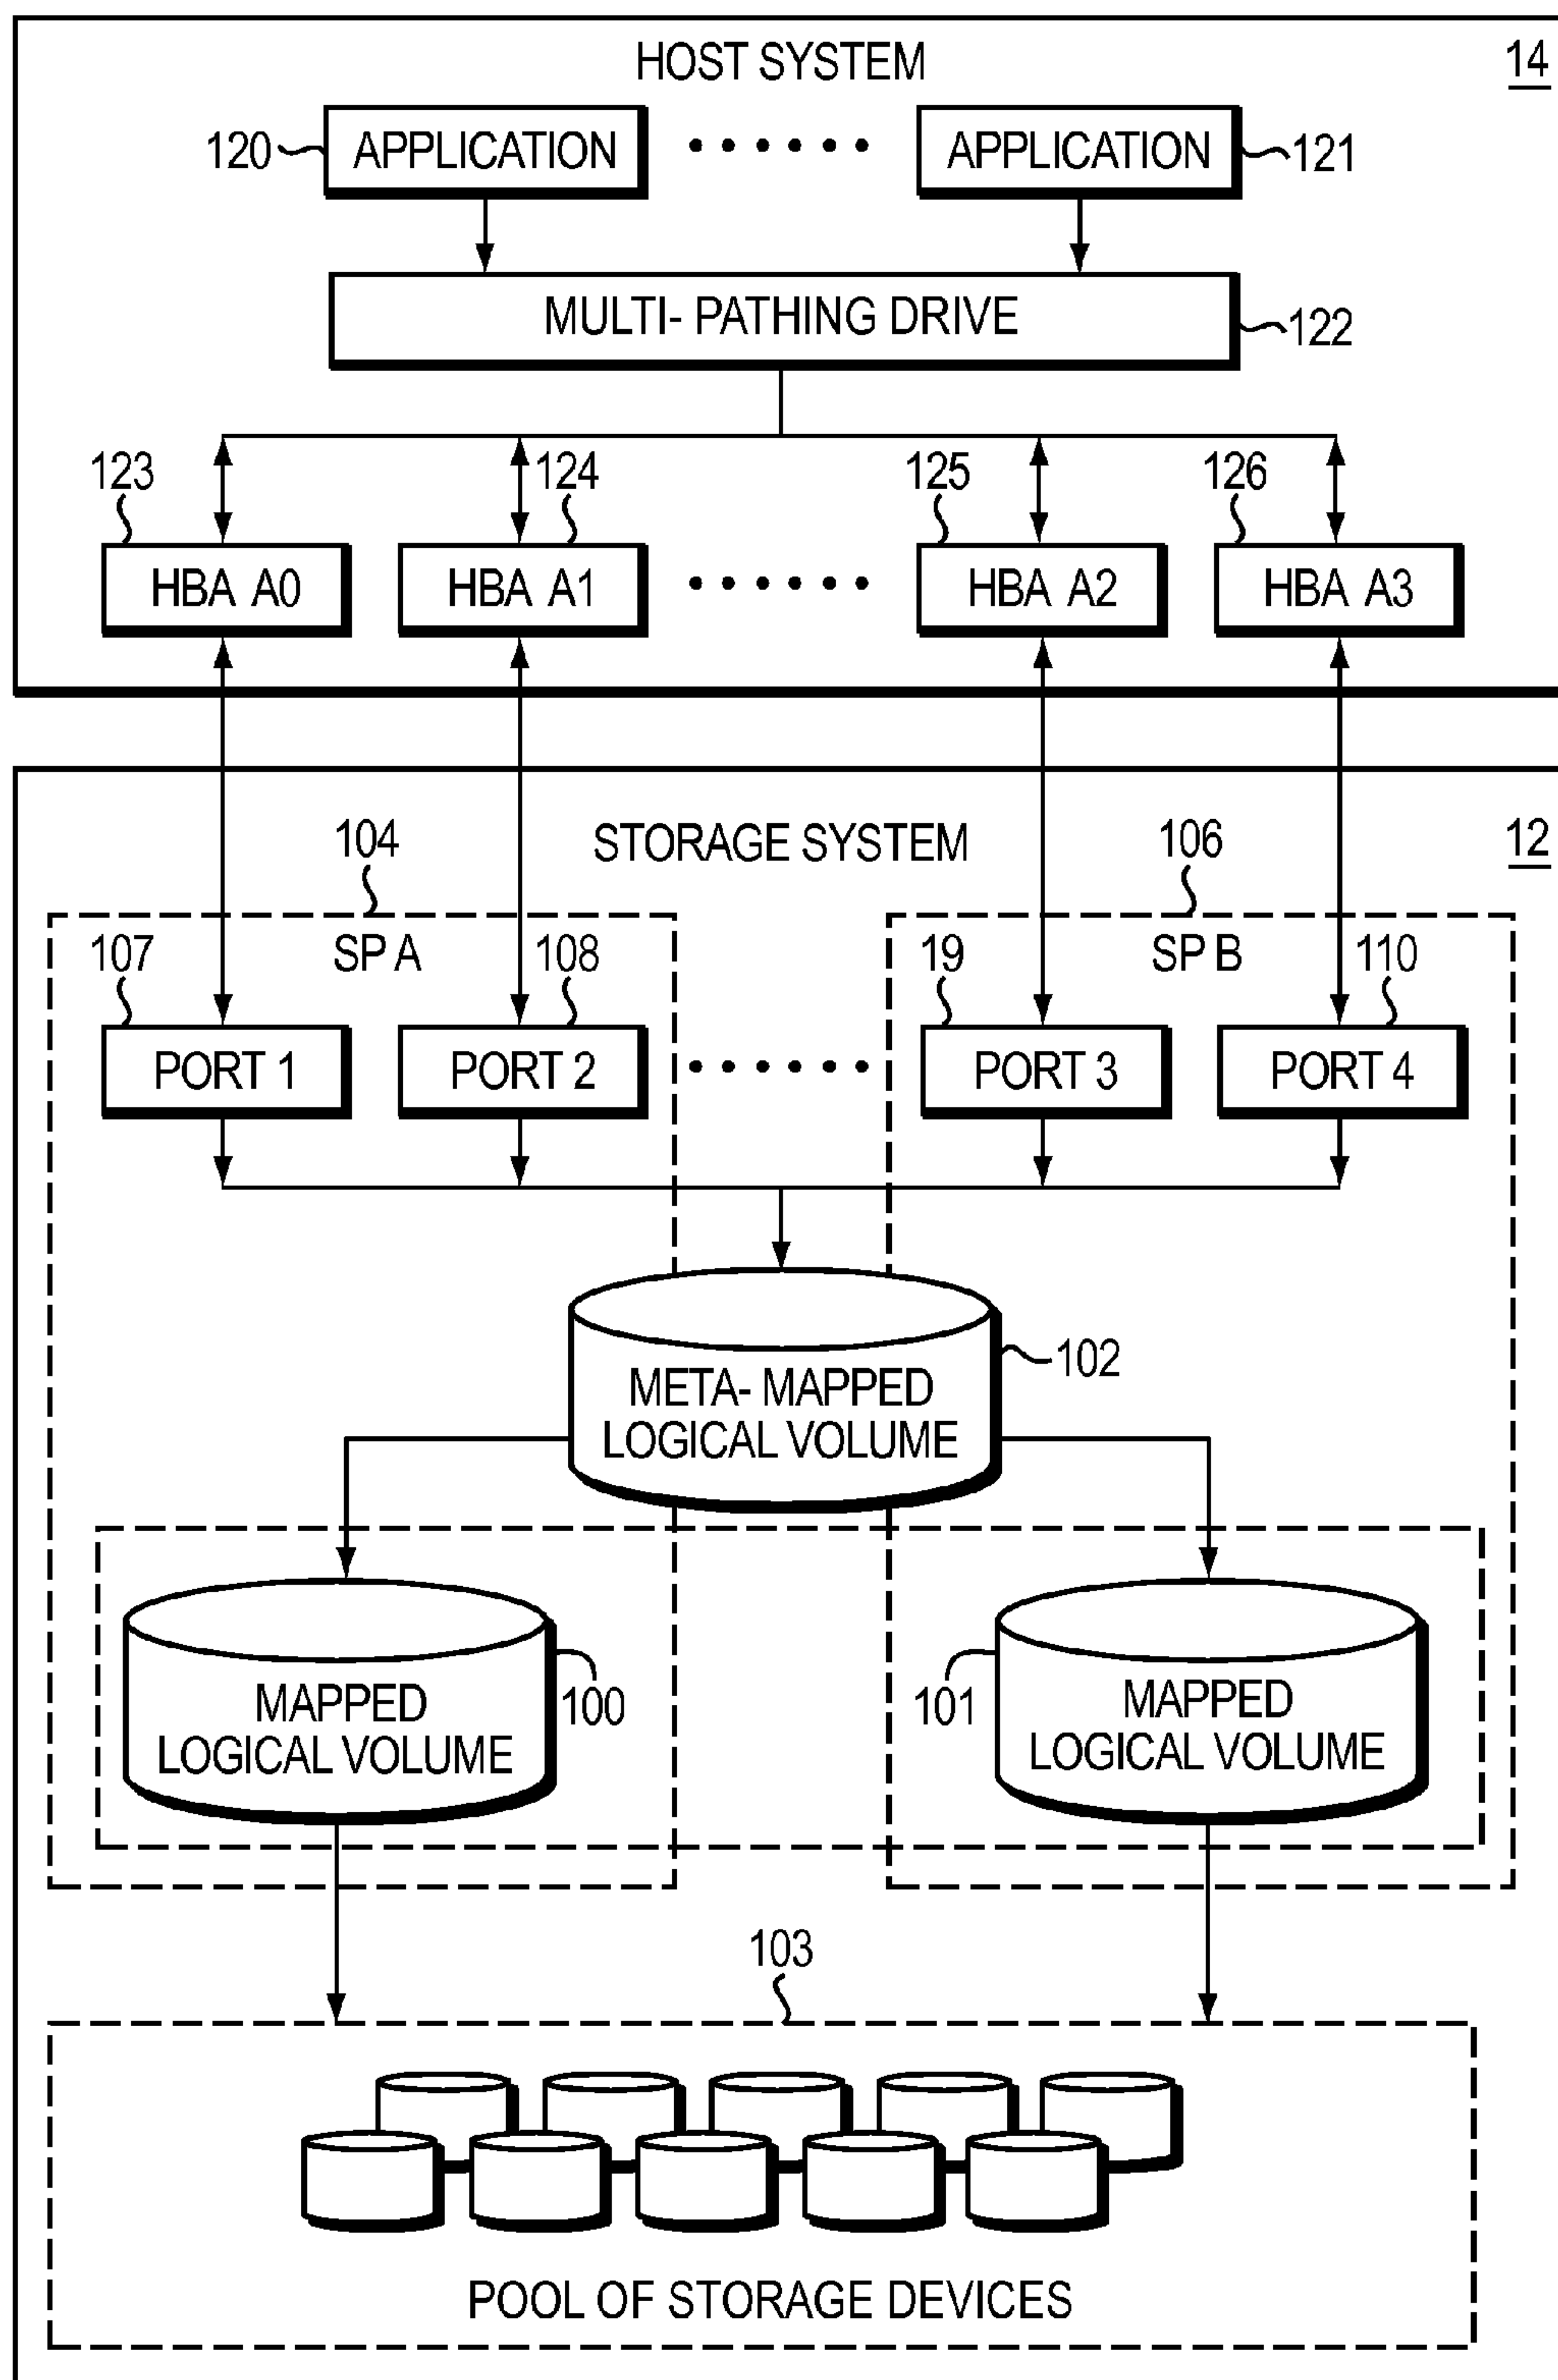 HOST SYSTEM
14
120
APPLICATION
APPLICATION
121
MULTI- PATHING DRIVE
122
123
124
125
126
HBA A0
HBA A1
HBA A2
HBA A3
104
STORAGE SYSTEM
106
12
107
SP A
108
19
SP B
110
PORT 1
PORT 2
PORT 3
PORT 4
META- MAPPED
LOGICAL VOLUME
102
MAPPED
LOGICAL VOLUME
100
101
MAPPED
LOGICAL VOLUME
103
POOL OF STORAGE DEVICES